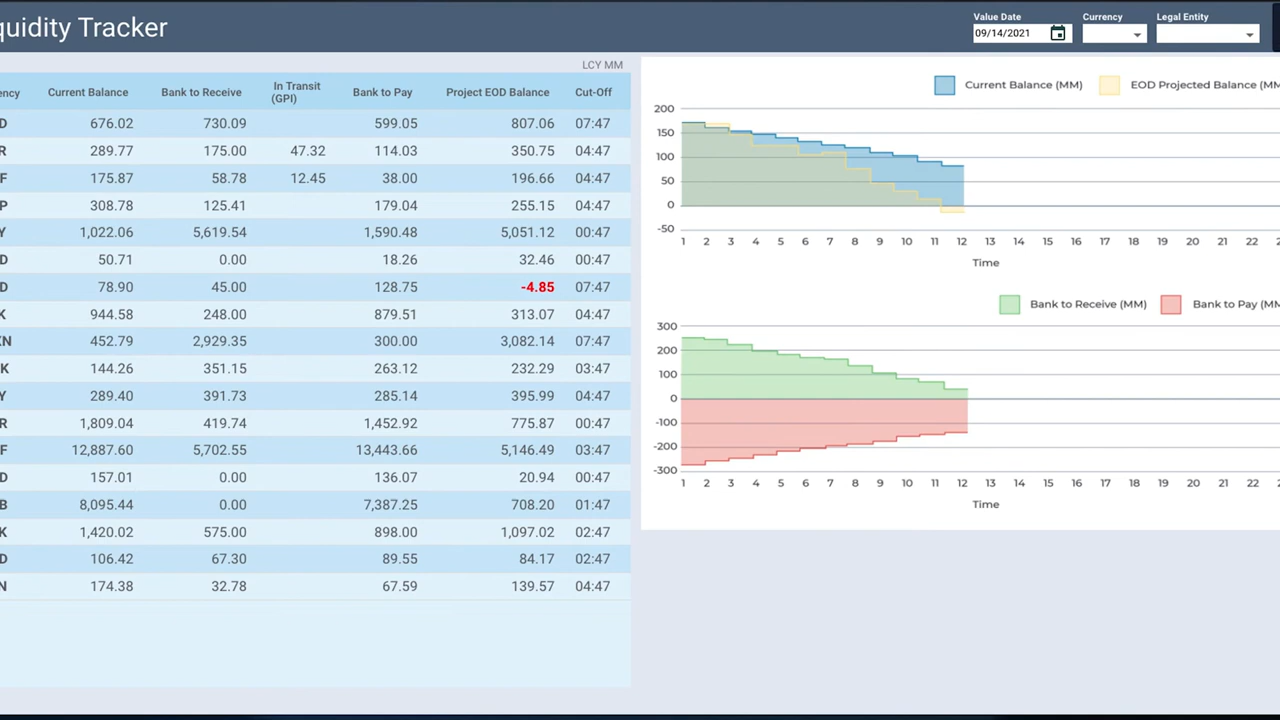 quidity Tracker
Value Date
Currency
Legal Entity
09/14/2021
LCY MM
ency Current Balance Bank to Receive In Transit (GPI) Bank to Pay Project EOD Balance Cut-Off
D 676.02 730.09 599.05 807.06 07:47
R 289.77 175.00 47.32 114.03 350.75 04:47
F 175.87 58.78 12.45 38.00 196.66 04:47
P 308.78 125.41 179.04 255.15 04:47
Y 1,022.06 5,619.54 1,590.48 5,051.12 00:47
D 50.71 0.00 18.26 32.46 00:47
D 78.90 45.00 128.75 -4.85 07:47
K 944.58 248.00 879.51 313.07 04:47
XN 452.79 2,929.35 300.00 3,082.14 07:47
K 144.26 351.15 263.12 232.29 03:47
Y 289.40 391.73 285.14 395.99 04:47
R 1,809.04 419.74 1,452.92 775.87 00:47
F 12,887.60 5,702.55 13,443.66 5,146.49 03:47
D 157.01 0.00 136.07 20.94 00:47
B 8,095.44 0.00 7,387.25 708.20 01:47
K 1,420.02 575.00 898.00 1,097.02 02:47
D 106.42 67.30 89.55 84.17 02:47
N 174.38 32.78 67.59 139.57 04:47
Current Balance (MM) EOD Projected Balance (MM
200
150
100
50
0
-50
1 2 3 4 5 6 7 8 9 10 11 12 13 14 15 16 17 18 19 20 21 22
Time
Bank to Receive (MM) Bank to Pay (MM
300
200
100
0
-100
-200
-300
1 2 3 4 5 6 7 8 9 10 11 12 13 14 15 16 17 18 19 20 21 22
Time